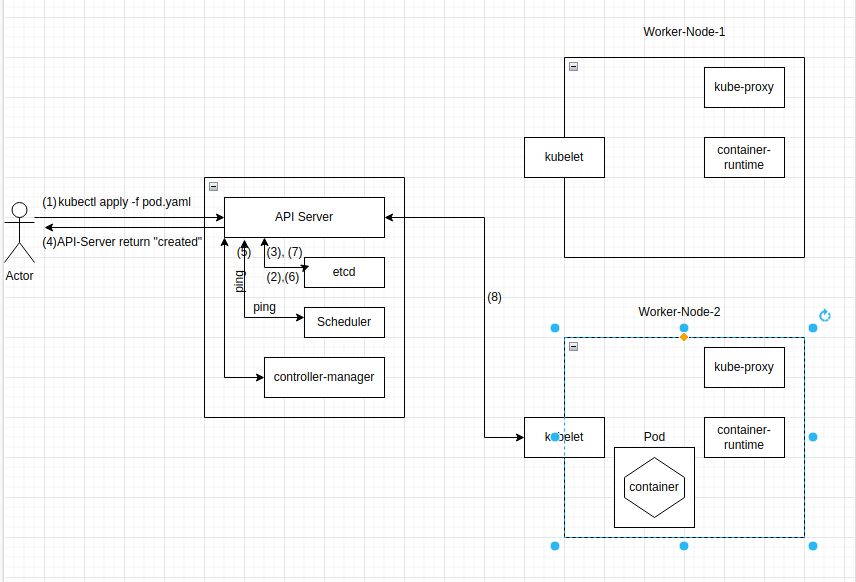 Worker-Node-1
kube-proxy
kubelet
container-
runtime
(1) kubectl apply -f pod.yaml
API Server
(4)API-Server return "created"
(5)
(3), (7)
Actor
ping
(2),(6)
etcd
ping
Scheduler
controller-manager
(8)
Worker-Node-2
kube-proxy
kubelet
Pod
container-
runtime
container